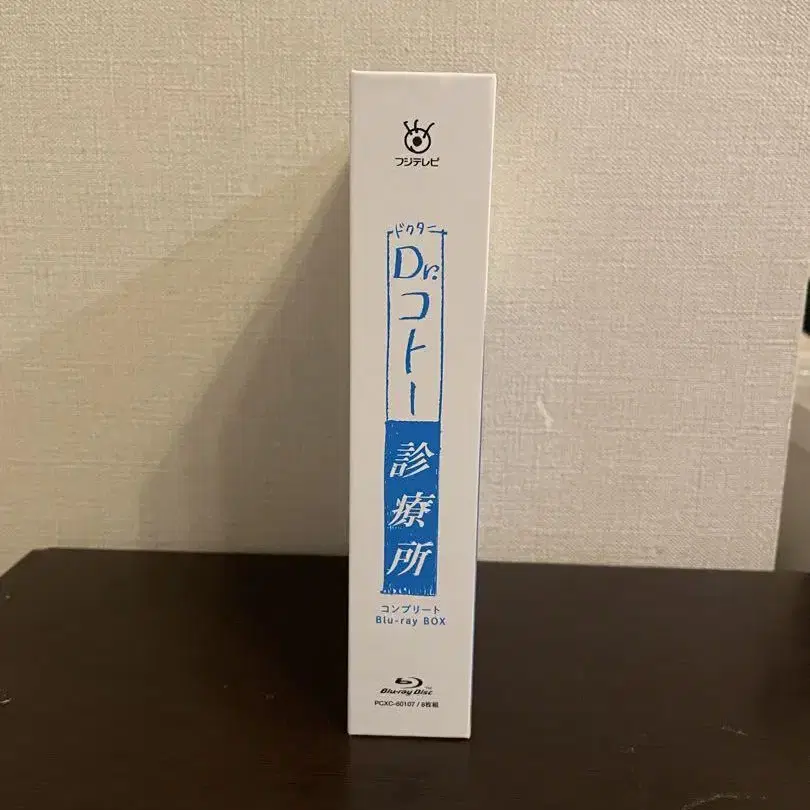 フジテレビ
ドクター
Dr.コトー
診療所
コンプリート
Blu-ray BOX
Blu-ray Disc
TM
PCXC-60107 / 8枚組